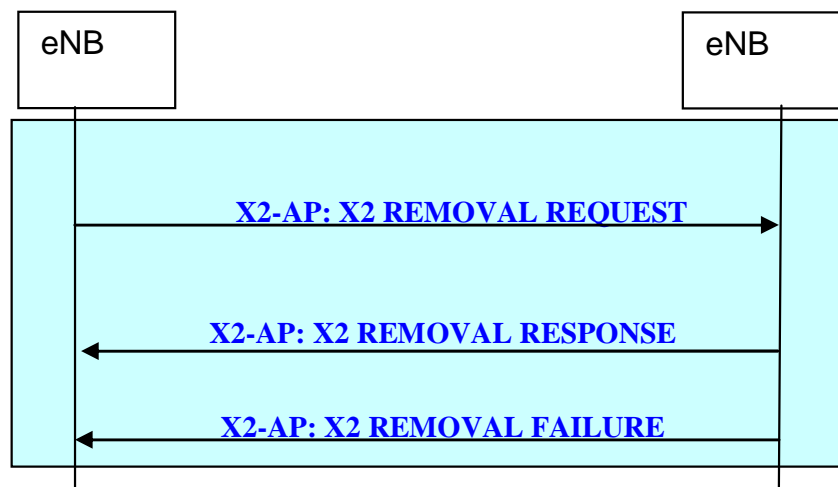 eNB
eNB
X2-AP: X2 REMOVAL REQUEST
X2-AP: X2 REMOVAL RESPONSE
X2-AP: X2 REMOVAL FAILURE